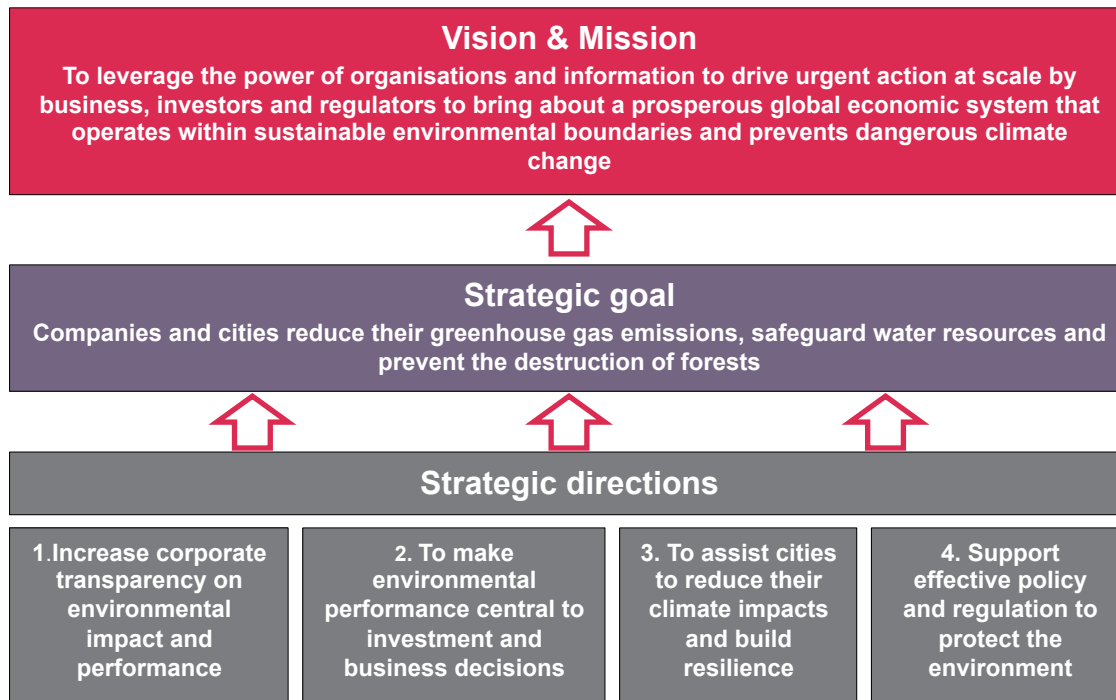 Vision & Mission
To leverage the power of organisations and information to drive urgent action at scale by
business, investors and regulators to bring about a prosperous global economic system that
operates within sustainable environmental boundaries and prevents dangerous climate
change
Strategic goal
Companies and cities reduce their greenhouse gas emissions, safeguard water resources and
prevent the destruction of forests
Strategic directions
1.Increase corporate
transparency on
environmental
impact and
performance
2. To make
environmental
performance central to
investment and
business decisions
3. To assist cities
to reduce their
climate impacts
and build
resilience
4. Support
effective policy
and regulation to
protect the
environment